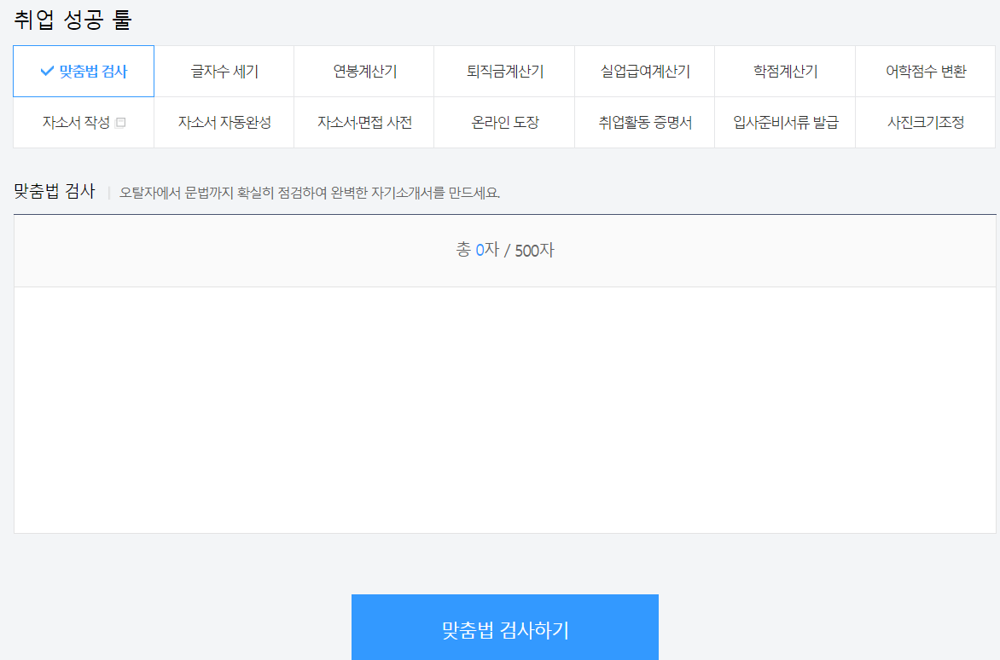 취업 성공 툴
맞춤법 검사 글자수 세기 연봉계산기 퇴직금계산기 실업급여계산기 학점계산기 어학점수 변환
자소서 작성 자소서 자동완성 자소서·면접 사전 온라인 도장 취업활동 증명서 입사준비서류 발급 사진크기조정
맞춤법 검사 | 오탈자에서 문법까지 확실히 점검하여 완벽한 자기소개서를 만드세요.
총 0자 / 500자
맞춤법 검사하기